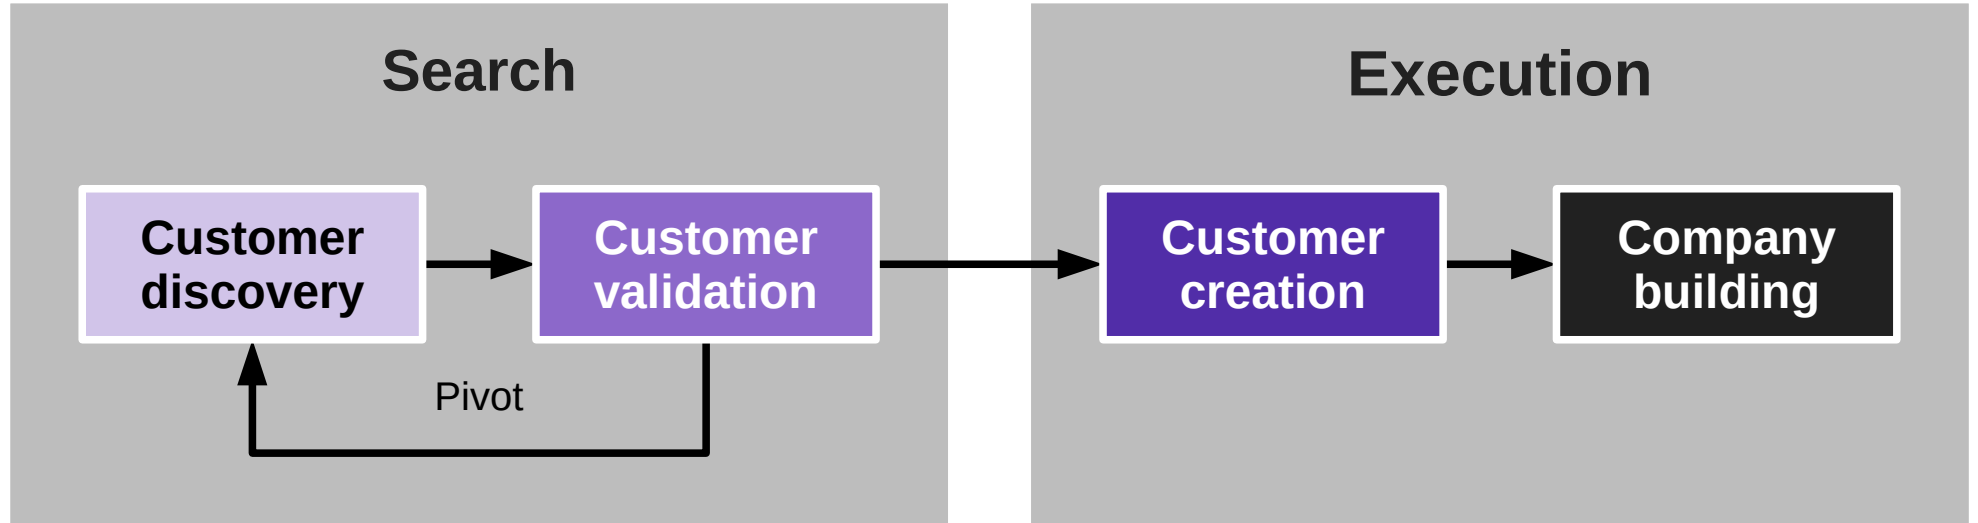 Search
Execution
Customer
discovery
Customer
validation
Customer
creation
Company
building
Pivot